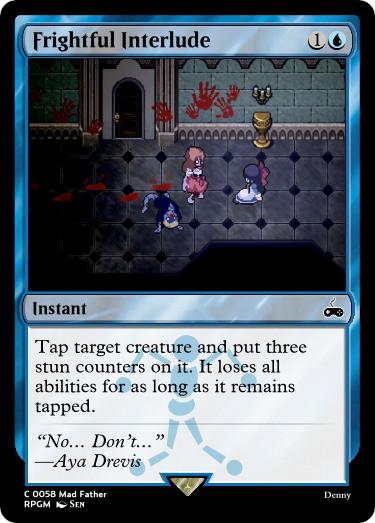 Frightful Interlude 1
Instant
Tap target creature and put three
stun counters on it. It loses all
abilities for as long as it remains
tapped.
“No… Don’t…”
—Aya Drevis
C 0058 Mad Father
RPGM Sen
Denny